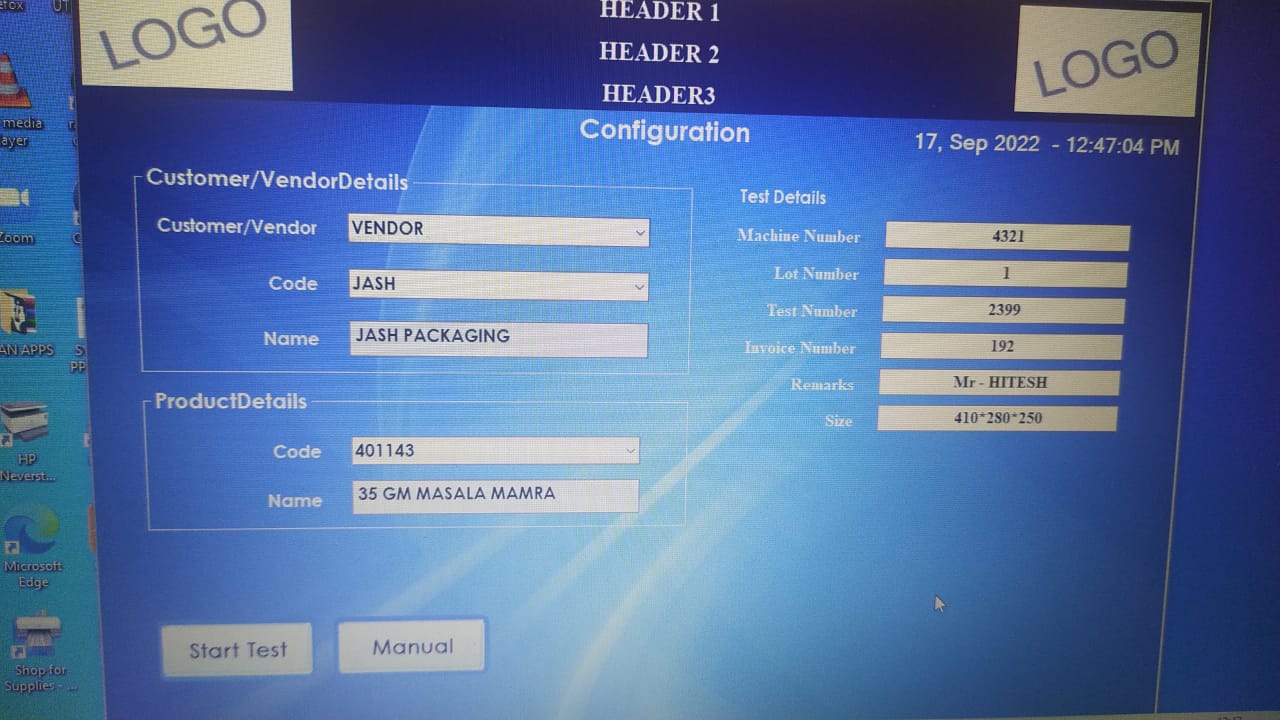 LOGO
HEADER 1
HEADER 2
HEADER3
LOGO
Configuration
17, Sep 2022 - 12:47:04 PM
Customer/VendorDetails
Customer/Vendor VENDOR
Code JASH
Name JASH PACKAGING
ProductDetails
Code 401143
Name 35 GM MASALA MAMRA
Test Details
Machine Number 4321
Lot Number 1
Test Number 2399
Invoice Number 192
Remarks Mr - HITESH
Size 410*280*250
Start Test
Manual
media
ayer
Zoom
AN APPS
HP
Neverst...
Microsoft
Edge
Shop for
Supplies - ...